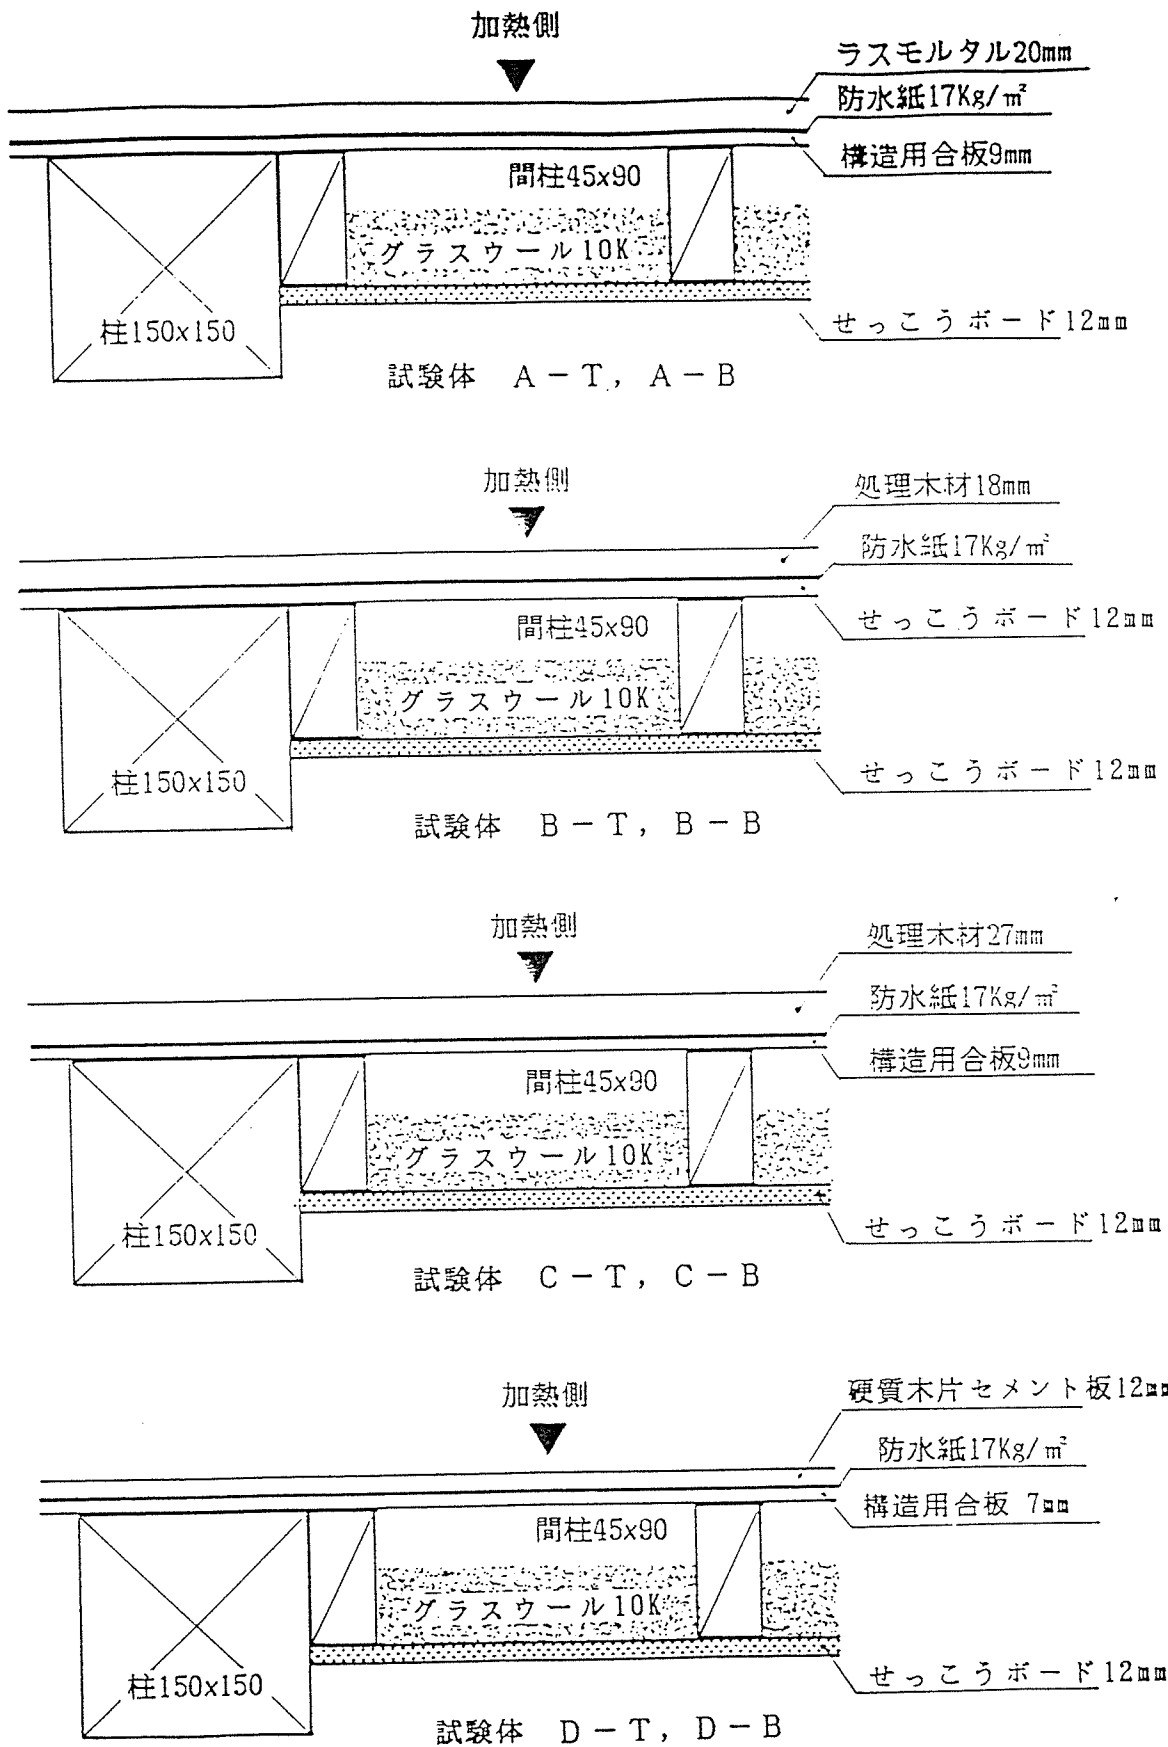 加熱側
ラスモルタル20mm
防水紙17Kg/㎡
構造用合板9mm
間柱45x90
グラスウール10K
柱150x150
せっこうボード12mm
試験体 A－T, A－B
加熱側
処理木材18mm
防水紙17Kg/㎡
せっこうボード12mm
間柱45x90
グラスウール10K
柱150x150
せっこうボード12mm
試験体 B－T, B－B
加熱側
処理木材27mm
防水紙17Kg/㎡
構造用合板9mm
間柱45x90
グラスウール10K
柱150x150
せっこうボード12mm
試験体 C－T, C－B
加熱側
硬質木片セメント板12mm
防水紙17Kg/㎡
構造用合板 7mm
間柱45x90
グラスウール10K
柱150x150
せっこうボード12mm
試験体 D－T, D－B